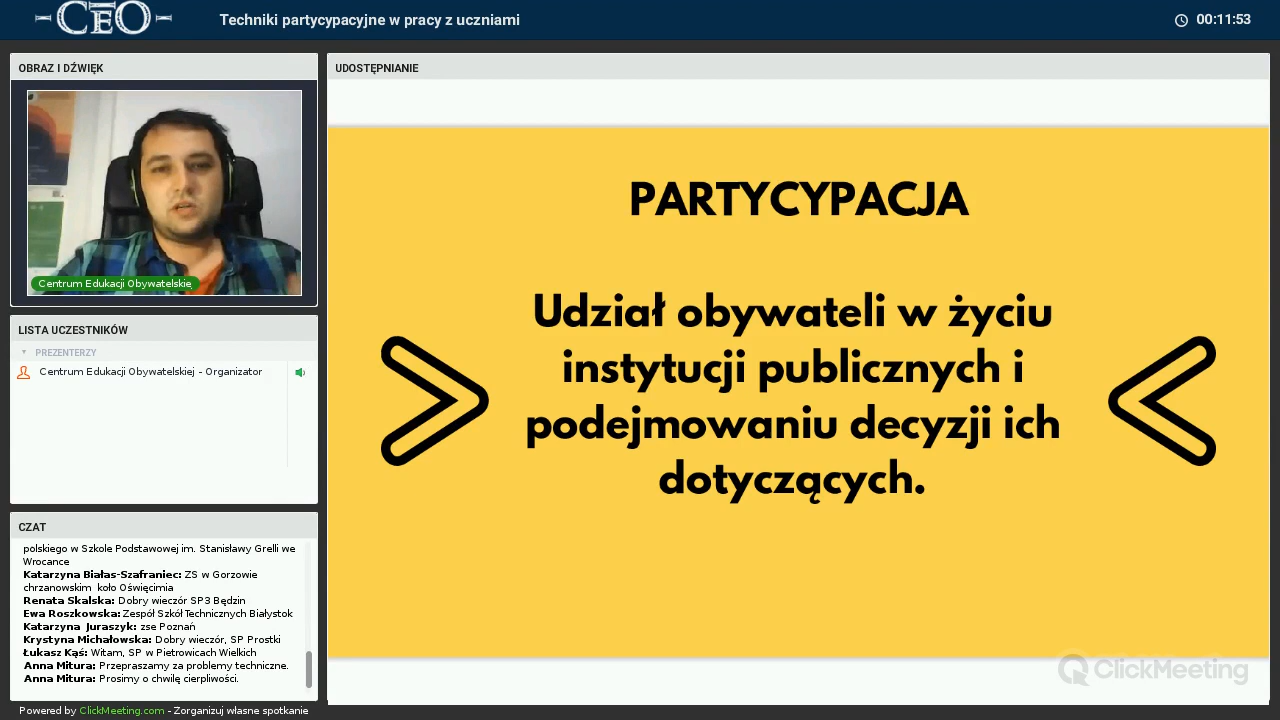 CEO
Techniki partycypacyjne w pracy z uczniami
00:11:53
OBRAZ I DŹWIĘK
Centrum Edukacji Obywatelskie
LISTA UCZESTNIKÓW
PREZENTERZY
Centrum Edukacji Obywatelskiej - Organizator
CZAT
polskiego w Szkole Podstawowej im. Stanisławy Grelli we
Wrocance
Katarzyna Białas-Szafraniec: ZS w Gorzowie
chrzanowskim koło Oświęcimia
Renata Skalska: Dobry wieczór SP3 Będzin
Ewa Roszkowska: Zespół Szkół Technicznych Białystok
Katarzyna Juraszyk: zse Poznań
Krystyna Michałowska: Dobry wieczór, SP Prostki
Łukasz Kąś: Witam, SP w Pietrowicach Wielkich
Anna Mitura: Przepraszamy za problemy techniczne.
Anna Mitura: Prosimy o chwilę cierpliwości.
Powered by ClickMeeting.com - Zorganizuj własne spotkanie
UDOSTĘPNIANIE
PARTYCYPACJA
Udział obywateli w życiu
instytucji publicznych i
podejmowaniu decyzji ich
dotyczących.
ClickMeeting